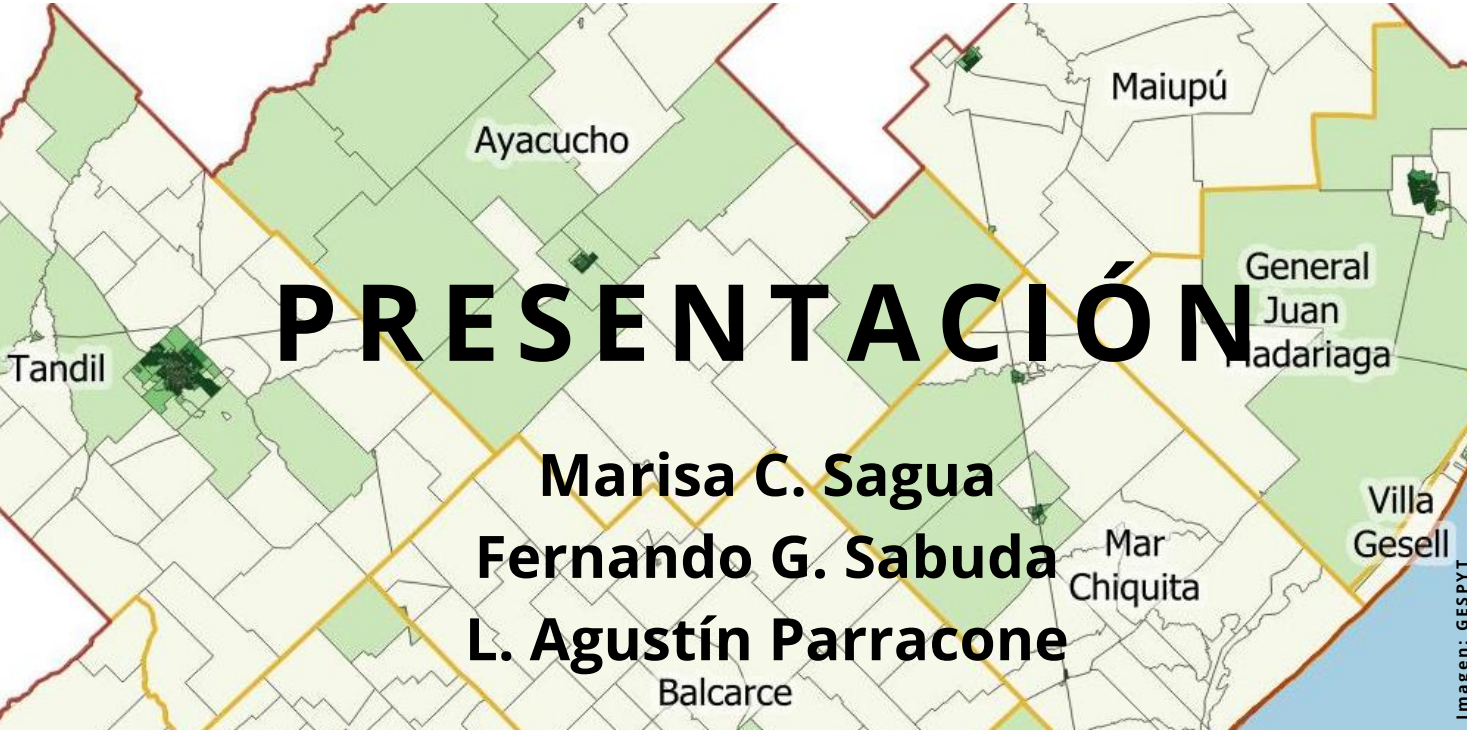 Maiupú
Ayacucho
General
Juan
Madariaga
PRESENTACIÓN
Tandil
Marisa C. Sagua
Villa
Gesell
Fernando G. Sabuda
Mar
Chiquita
L. Agustín Parracone
Balcarce
Imagen: GESPYT